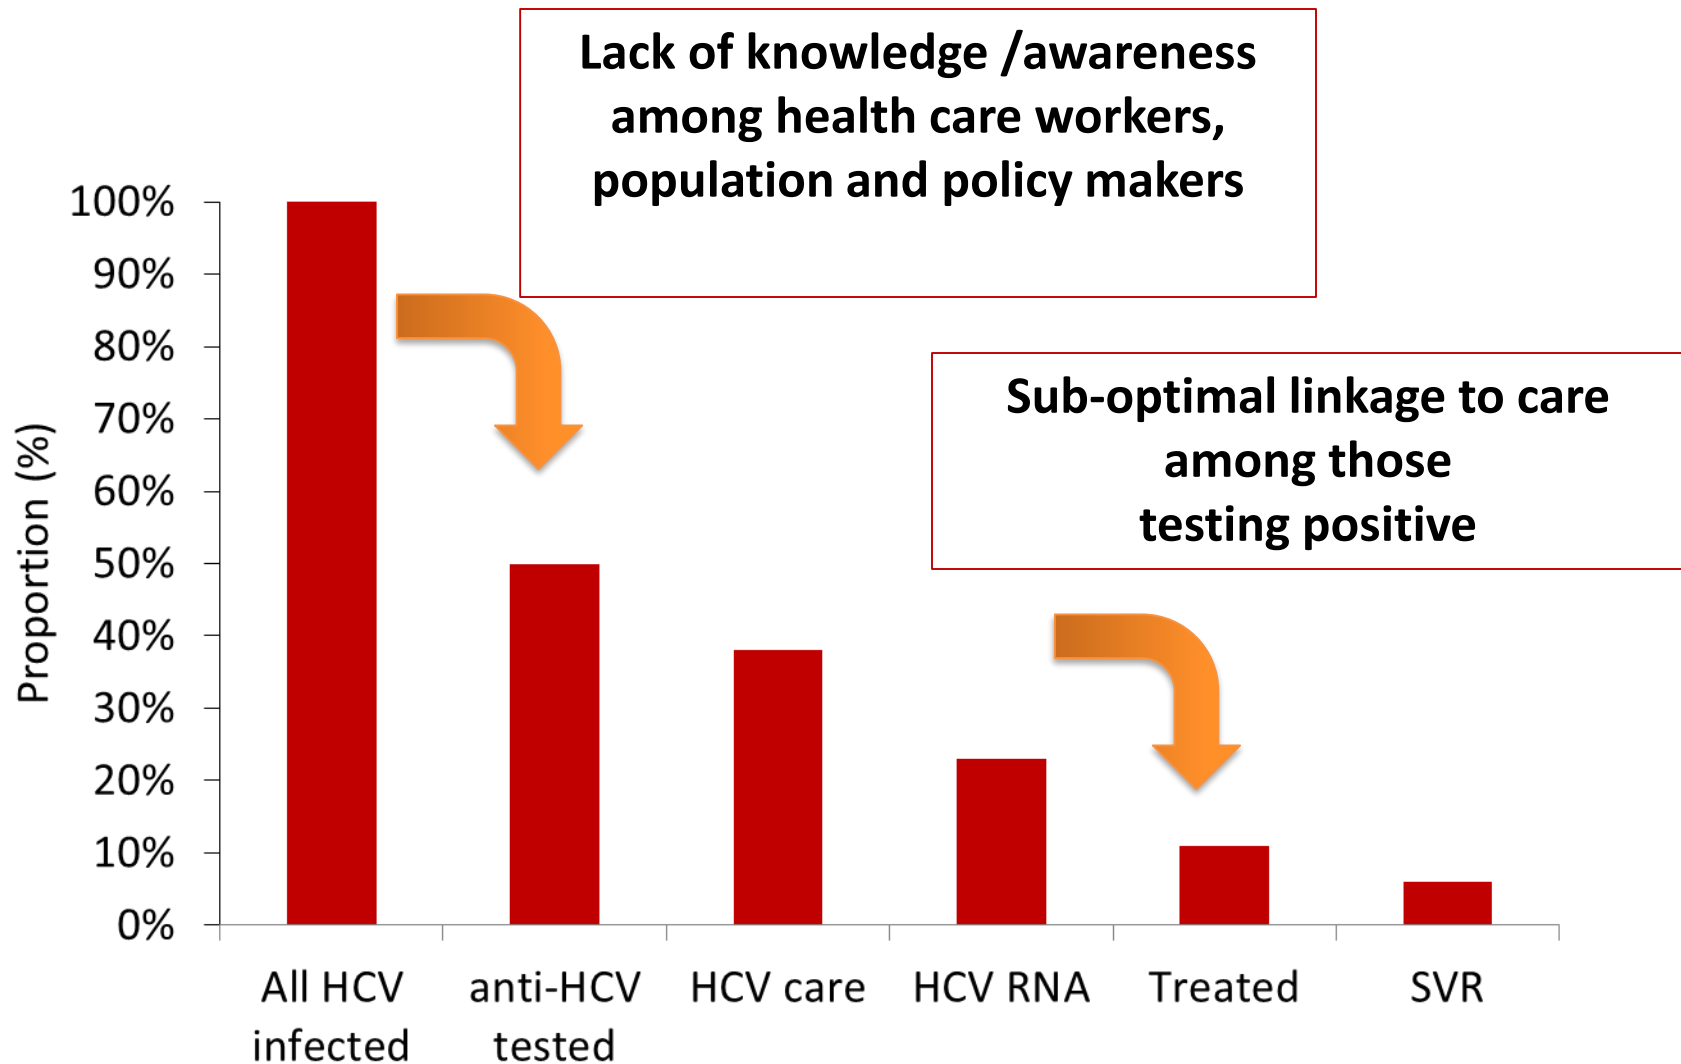 Lack of knowledge /awareness
among health care workers,
population and policy makers
Sub-optimal linkage to care
among those
testing positive
Proportion (%)
100%
90%
80%
70%
60%
50%
40%
30%
20%
10%
0%
All HCV
infected
anti-HCV
tested
HCV care
HCV RNA
Treated
SVR